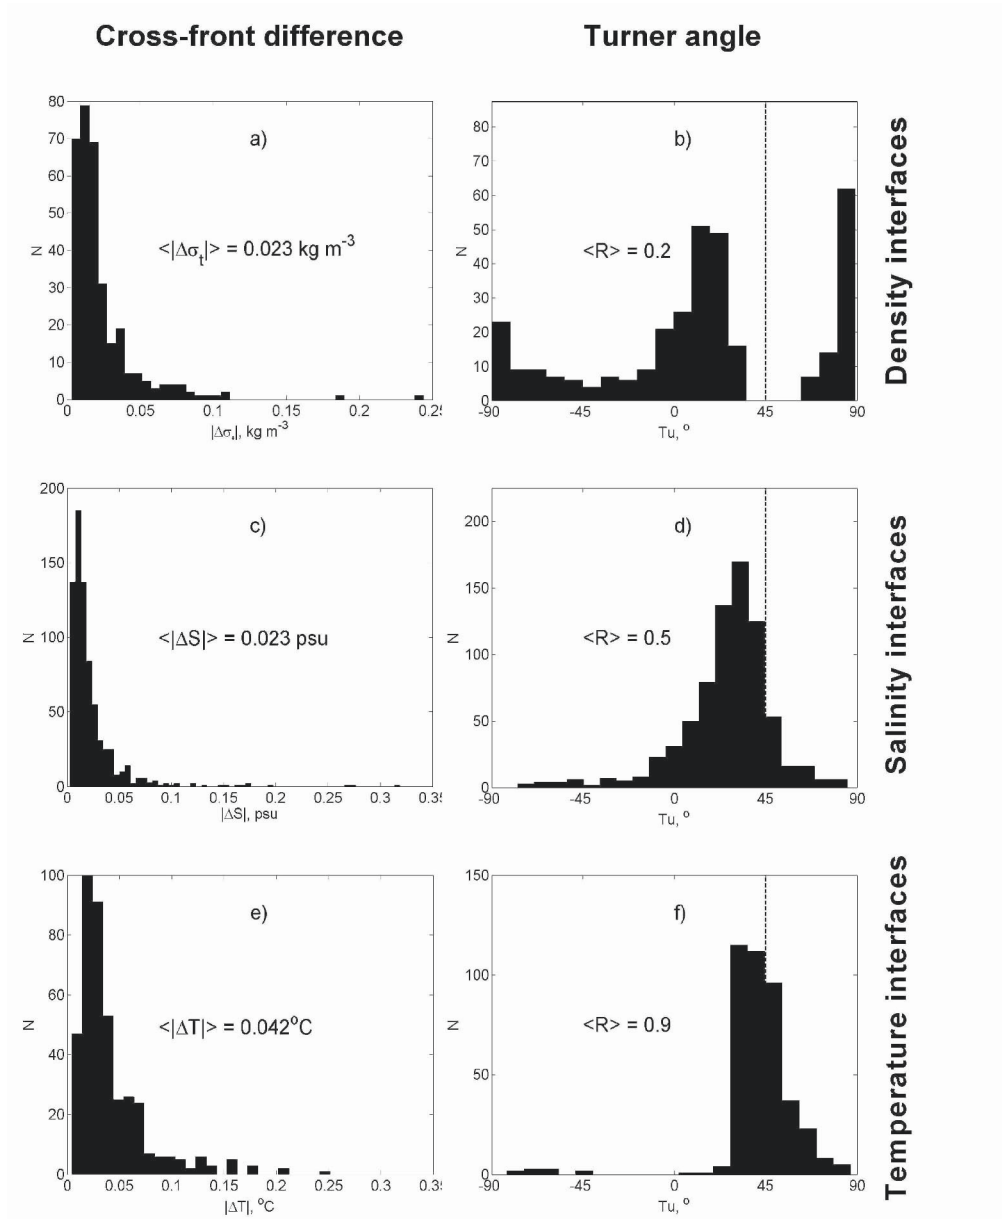 Cross-front difference
Turner angle
80
70
60
50
40
30
20
10
0
N
a)
<|Δσt|> = 0.023 kg m-3
0
0.05
0.1
0.15
0.2
0.25
|Δσt|, kg m-3
80
70
60
50
40
30
20
10
0
N
b)
<R> = 0.2
-90
-45
0
45
90
Tu, º
Density interfaces
200
150
100
50
0
N
c)
<|ΔS|> = 0.023 psu
0
0.05
0.1
0.15
0.2
0.25
0.3
0.35
|ΔS|, psu
200
150
100
50
0
N
d)
<R> = 0.5
-90
-45
0
45
90
Tu, º
Salinity interfaces
100
80
60
40
20
0
N
e)
<|ΔT|> = 0.042ºC
0
0.05
0.1
0.15
0.2
0.25
0.3
0.35
|ΔT|, ºC
150
100
50
0
N
f)
<R> = 0.9
-90
-45
0
45
90
Tu, º
Temperature interfaces